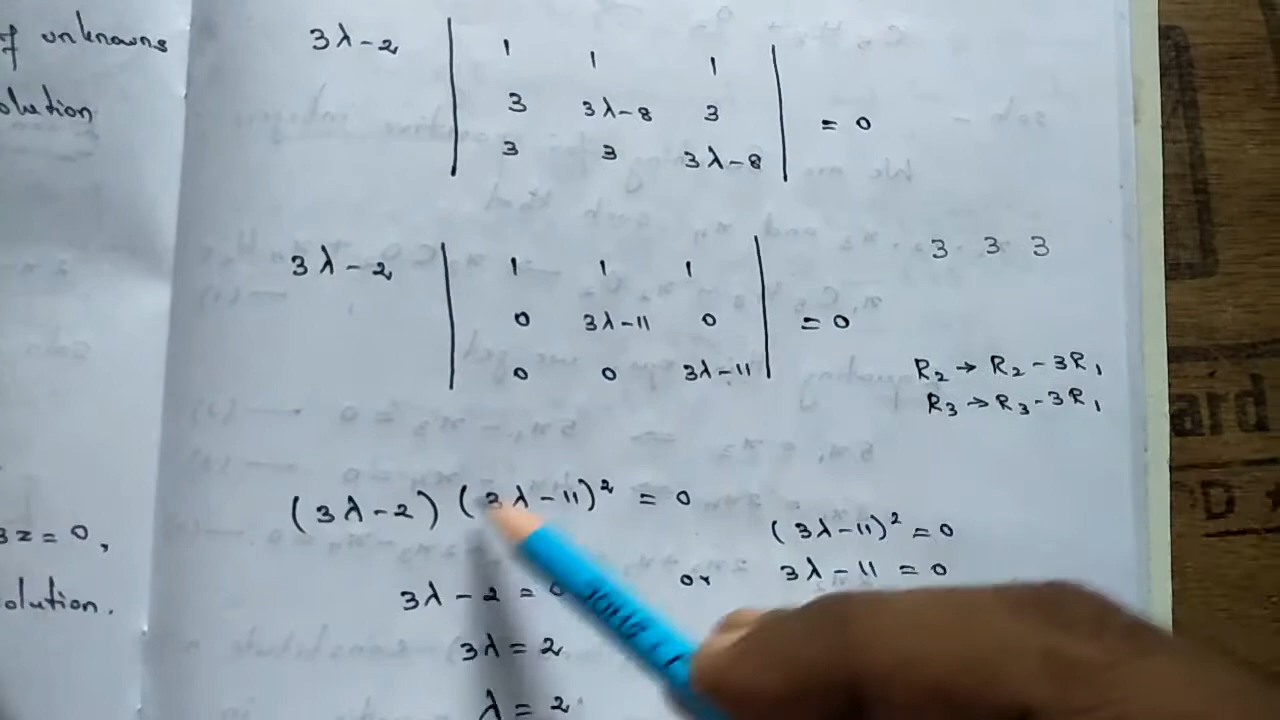 f unknowns
olution
3λ-2 | 1 1 1 |
| 3 3λ-8 3 | = 0
| 3 3 3λ-8 |
3λ-2 | 1 1 1 |
| 0 3λ-11 0 | = 0
| 0 0 3λ-11 |
3 3 3
R₂ → R₂ - 3R₁
R₃ → R₃ - 3R₁
(3λ-2) (3λ-11)² = 0
3λ - 2 = 0
3λ = 2
λ = 2
or
(3λ-11)² = 0
3λ - 11 = 0
3z = 0,
olution.
ard
D